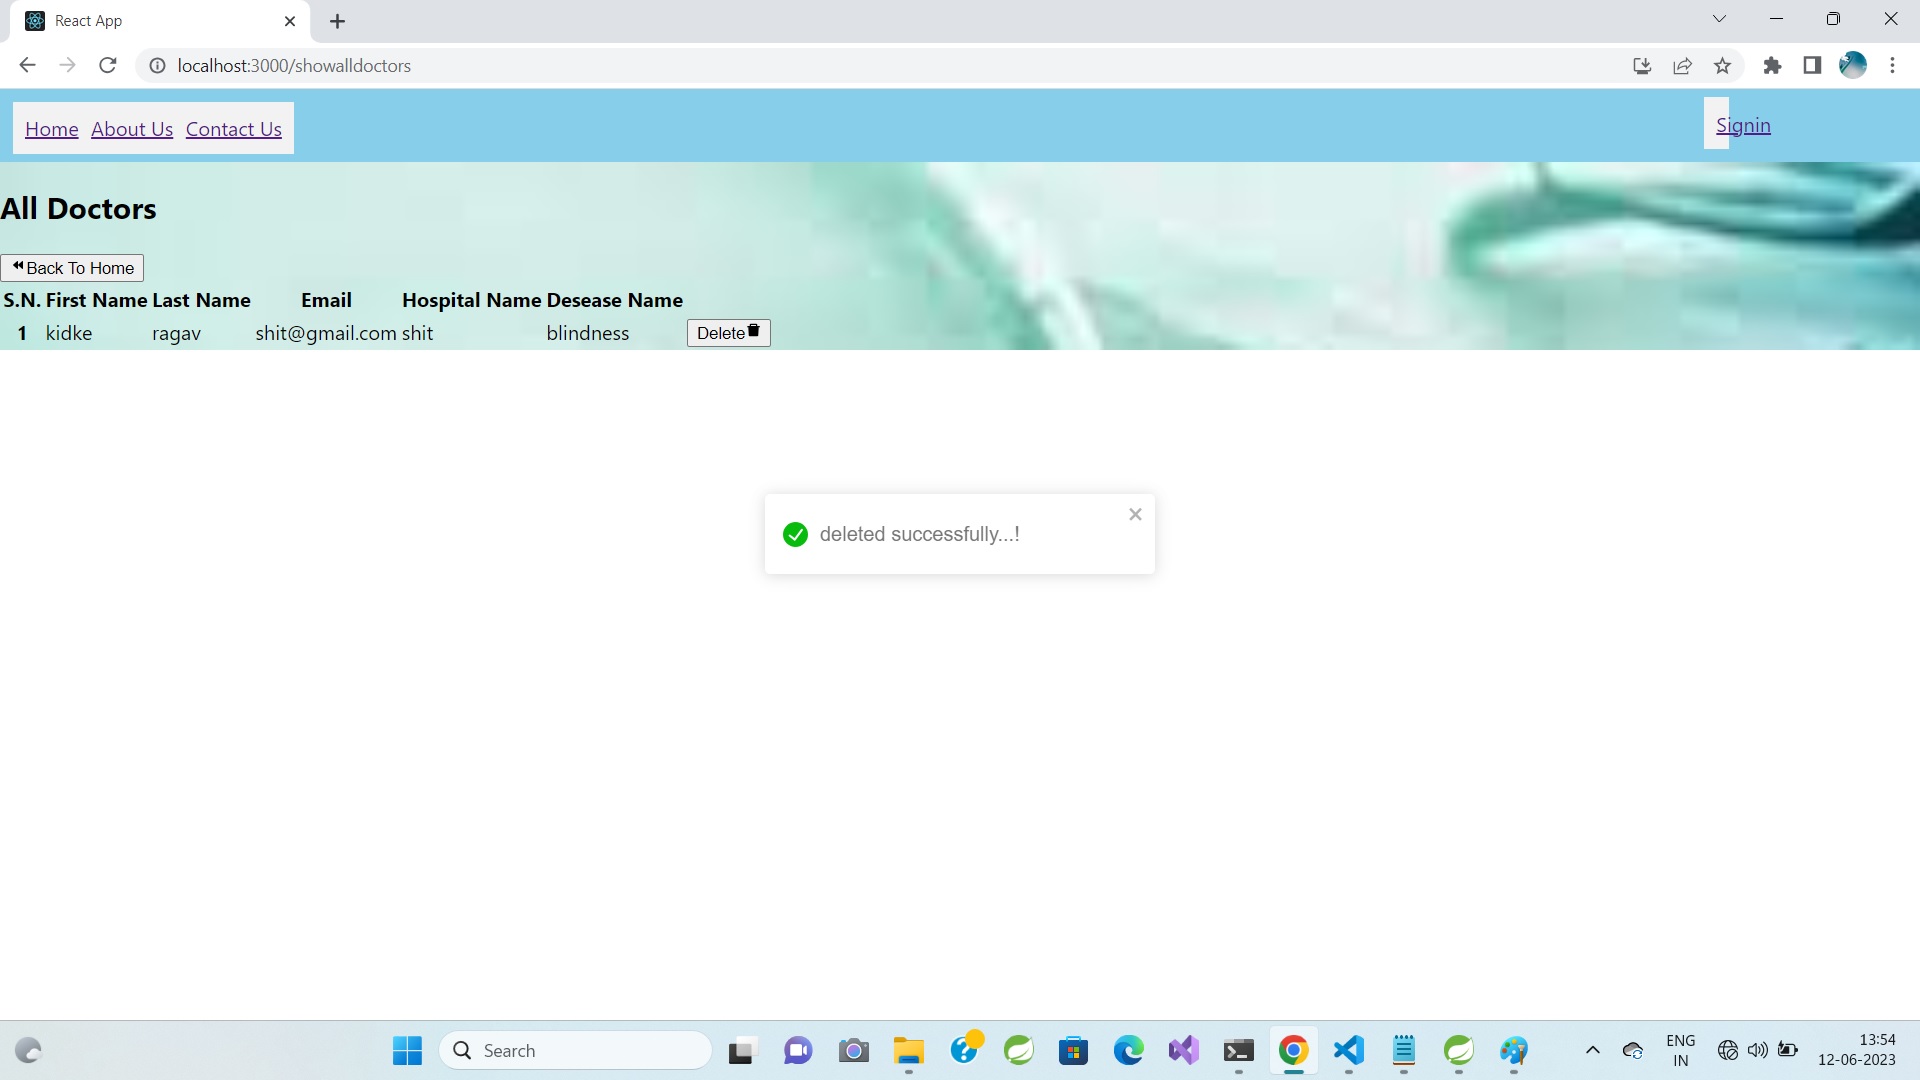 React App
localhost:3000/showalldoctors
Home About Us Contact Us
Signin
All Doctors
Back To Home
S.N. First Name Last Name Email Hospital Name Desease Name
1 kidke ragav shit@gmail.com shit blindness Delete
deleted successfully...!
Search
ENG
IN
13:54
12-06-2023